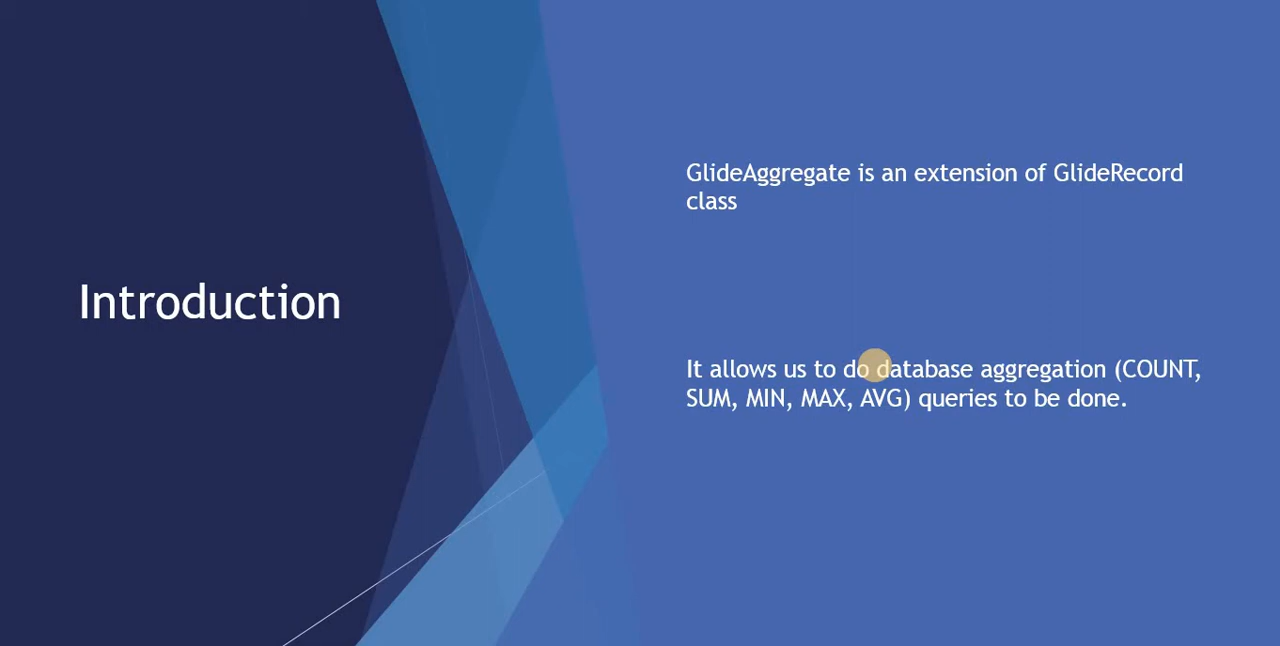 Introduction
GlideAggregate is an extension of GlideRecord
class
It allows us to do database aggregation (COUNT,
SUM, MIN, MAX, AVG) queries to be done.